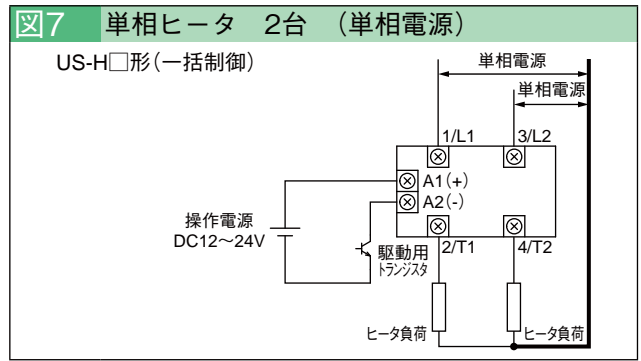 図7 単相ヒータ 2台 (単相電源)
US-H□形(一括制御)
単相電源
単相電源
1/L1
3/L2
A1(+)
A2(-)
操作電源
DC12～24V
駆動用
トランジスタ
2/T1
4/T2
ヒータ負荷
ヒータ負荷